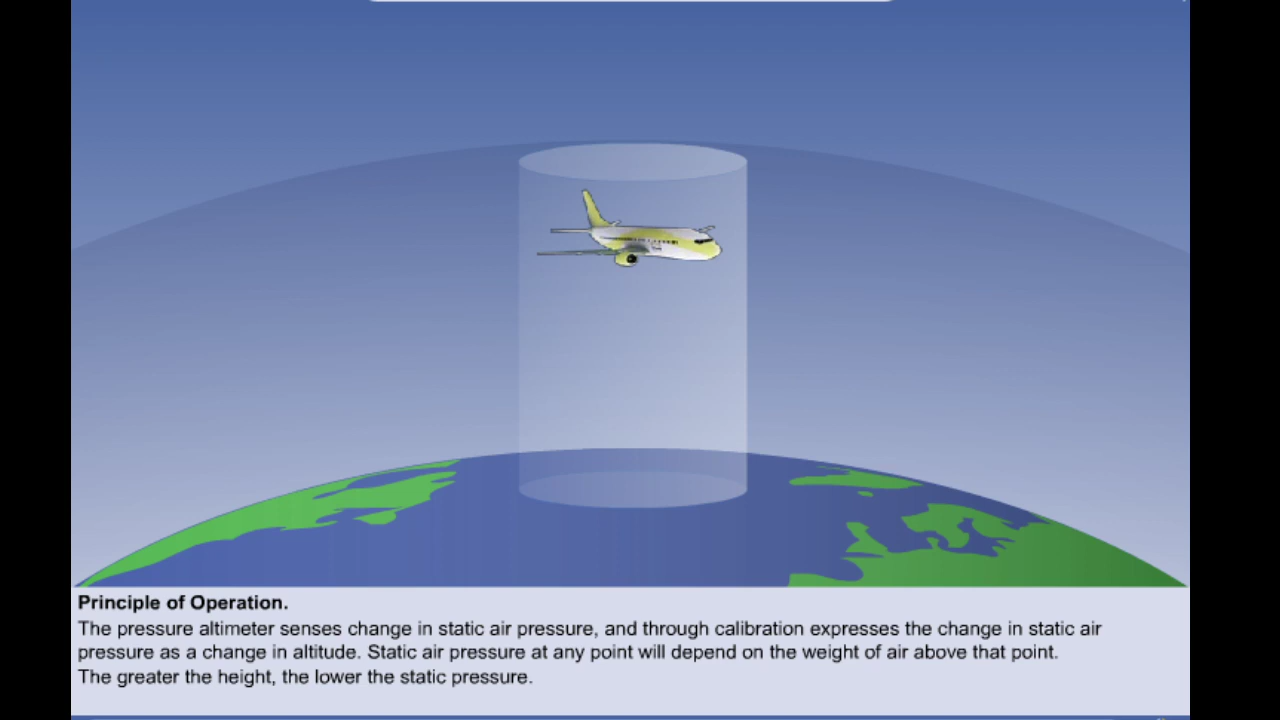 Principle of Operation.
The pressure altimeter senses change in static air pressure, and through calibration expresses the change in static air
pressure as a change in altitude. Static air pressure at any point will depend on the weight of air above that point.
The greater the height, the lower the static pressure.